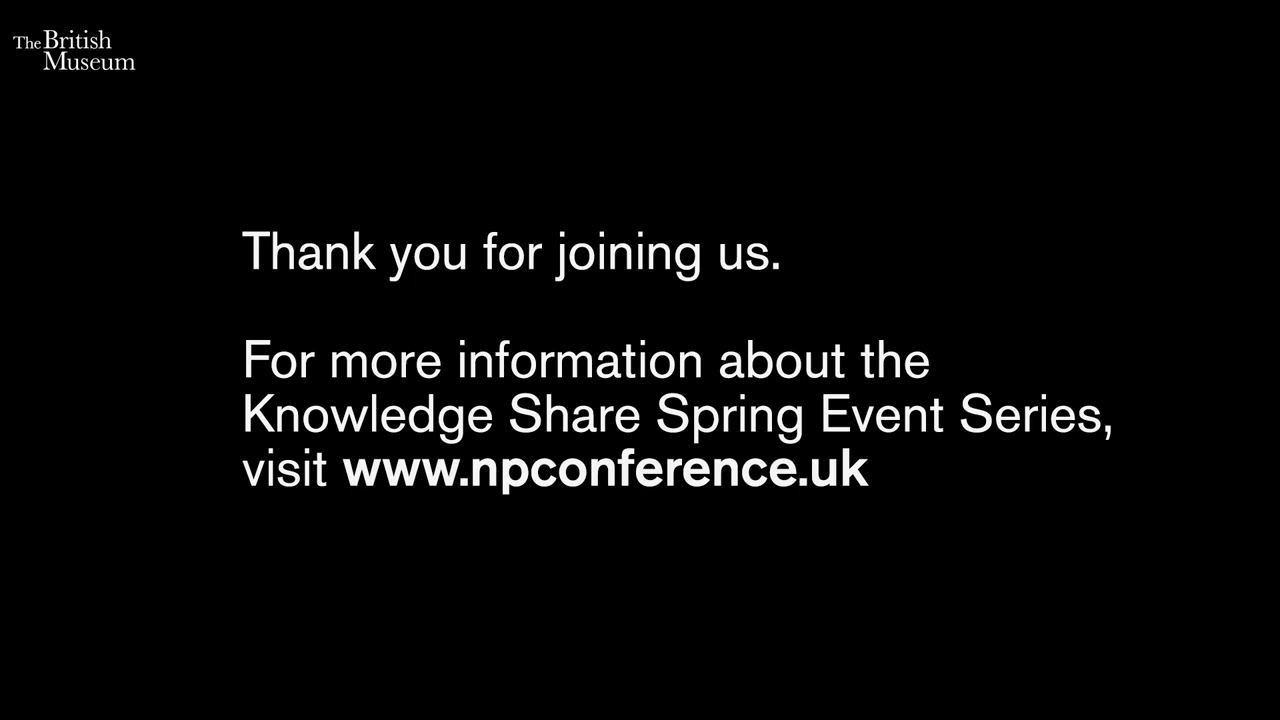 The British
Museum
Thank you for joining us.
For more information about the
Knowledge Share Spring Event Series,
visit www.npconference.uk